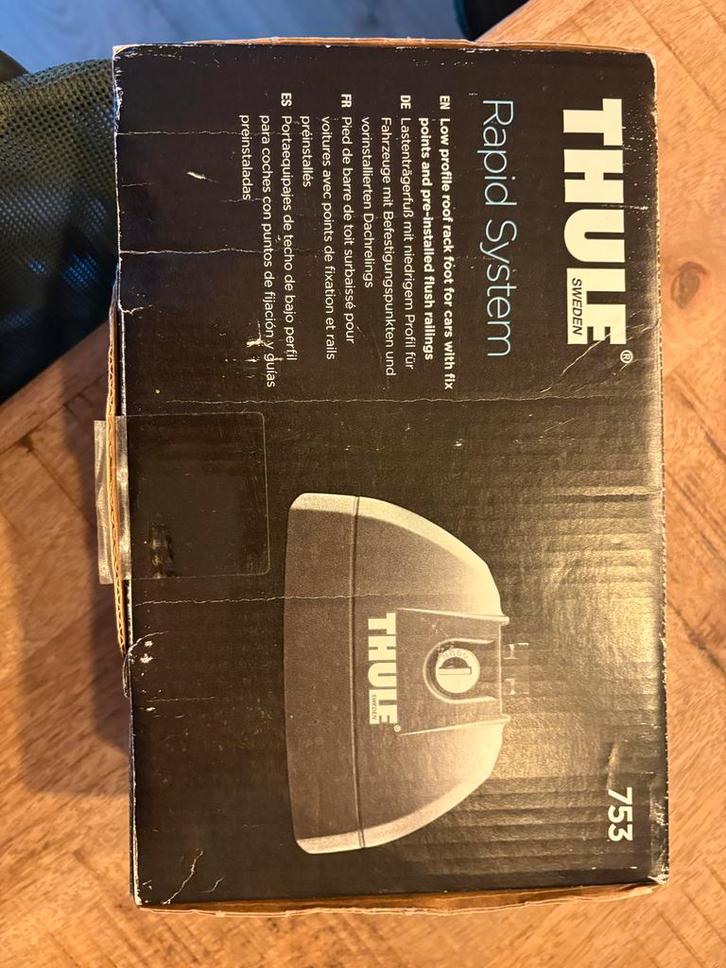 THULE®
SWEDEN
Rapid System
753
EN Low profile roof rack foot for cars with fix
points and pre-installed flush railings
DE Lastenträgerfuß mit niedrigem Profil für
Fahrzeuge mit Befestigungspunkten und
vorinstallierten Dachrelings
FR Pied de barre de toit surbaissé pour
voitures avec points de fixation et rails
préinstallés
ES Portaequipajes de techo de bajo perfil
para coches con puntos de fijación y guías
preinstaladas
THULE®
SWEDEN